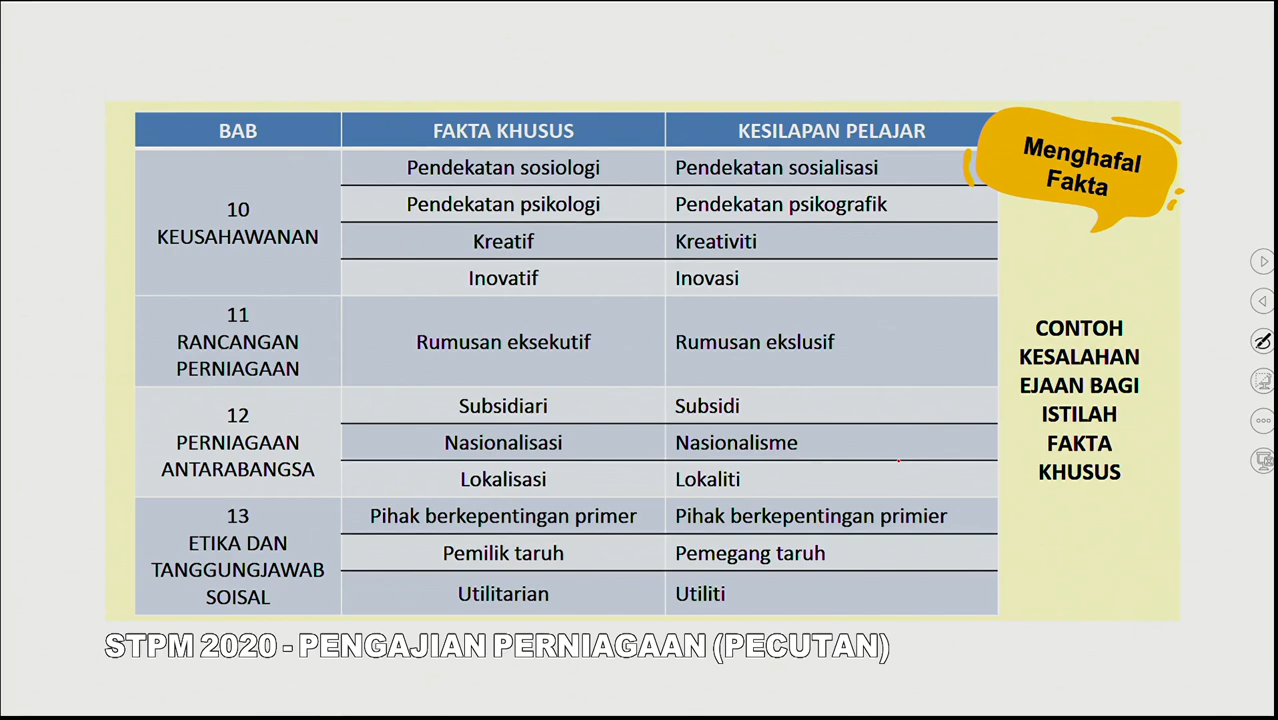 BAB
FAKTA KHUSUS
KESILAPAN PELAJAR
Menghafal
Fakta
10
KEUSAHAWANAN
Pendekatan sosiologi
Pendekatan sosialisasi
Pendekatan psikologi
Pendekatan psikografik
Kreatif
Kreativiti
Inovatif
Inovasi
11
RANCANGAN
PERNIAGAAN
Rumusan eksekutif
Rumusan ekslusif
12
PERNIAGAAN
ANTARABANGSA
Subsidiari
Subsidi
Nasionalisasi
Nasionalisme
Lokalisasi
Lokaliti
13
ETIKA DAN
TANGGUNGJAWAB
SOISAL
Pihak berkepentingan primer
Pihak berkepentingan primier
Pemilik taruh
Pemegang taruh
Utilitarian
Utiliti
CONTOH
KESALAHAN
EJAAN BAGI
ISTILAH
FAKTA
KHUSUS
STPM 2020 - PENGAJIAN PERNIAGAAN (PECUTAN)